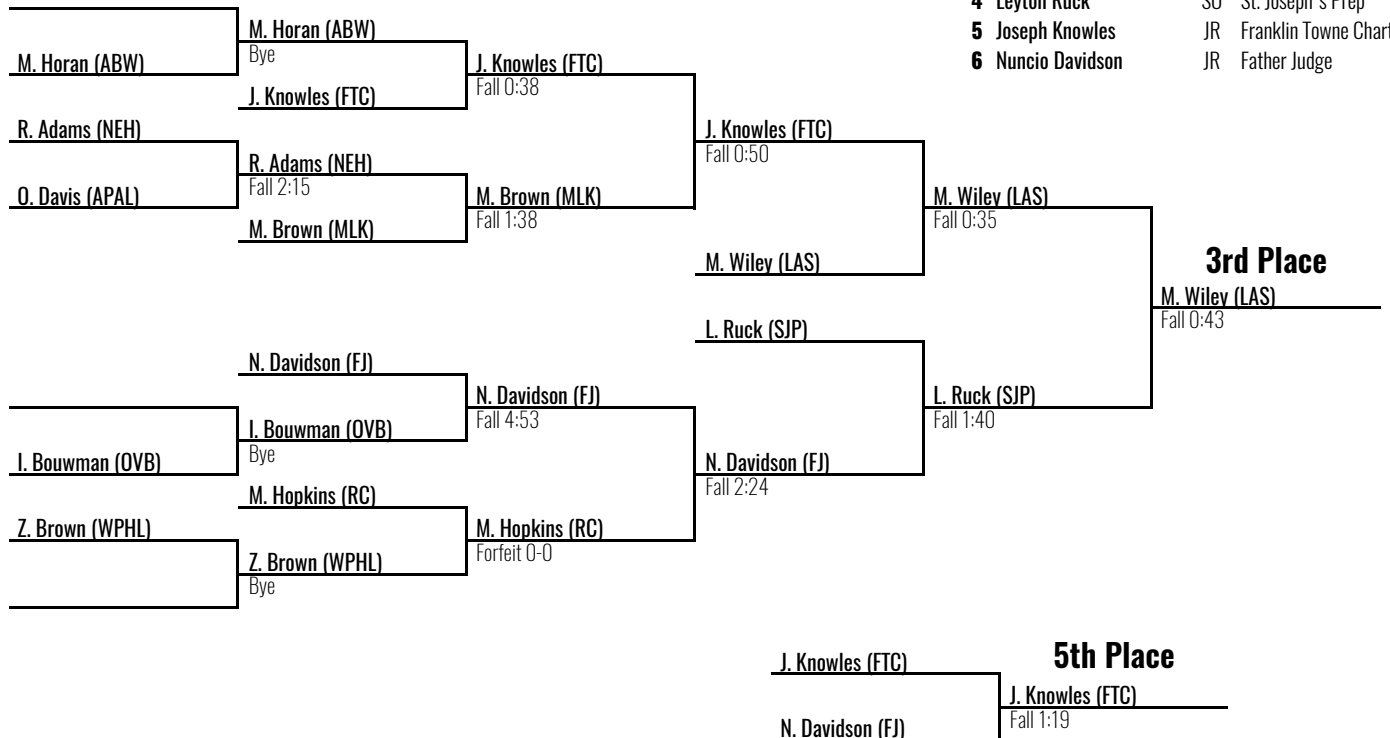 4 Leyton Ruck SO St. Joseph's Prep
M. Horan (ABW)
Bye
5 Joseph Knowles JR Franklin Towne Chart
M. Horan (ABW)
J. Knowles (FTC)
Fall 0:38
6 Nuncio Davidson JR Father Judge
J. Knowles (FTC)
R. Adams (NEH)
J. Knowles (FTC)
Fall 0:50
R. Adams (NEH)
Fall 2:15
O. Davis (APAL)
M. Brown (MLK)
Fall 1:38
M. Wiley (LAS)
Fall 0:35
M. Brown (MLK)
M. Wiley (LAS)
3rd Place
M. Wiley (LAS)
Fall 0:43
L. Ruck (SJP)
N. Davidson (FJ)
N. Davidson (FJ)
Fall 4:53
L. Ruck (SJP)
Fall 1:40
I. Bouwman (OVB)
Bye
I. Bouwman (OVB)
N. Davidson (FJ)
Fall 2:24
M. Hopkins (RC)
Z. Brown (WPHL)
M. Hopkins (RC)
Forfeit 0-0
Z. Brown (WPHL)
Bye
5th Place
J. Knowles (FTC)
J. Knowles (FTC)
Fall 1:19
N. Davidson (FJ)